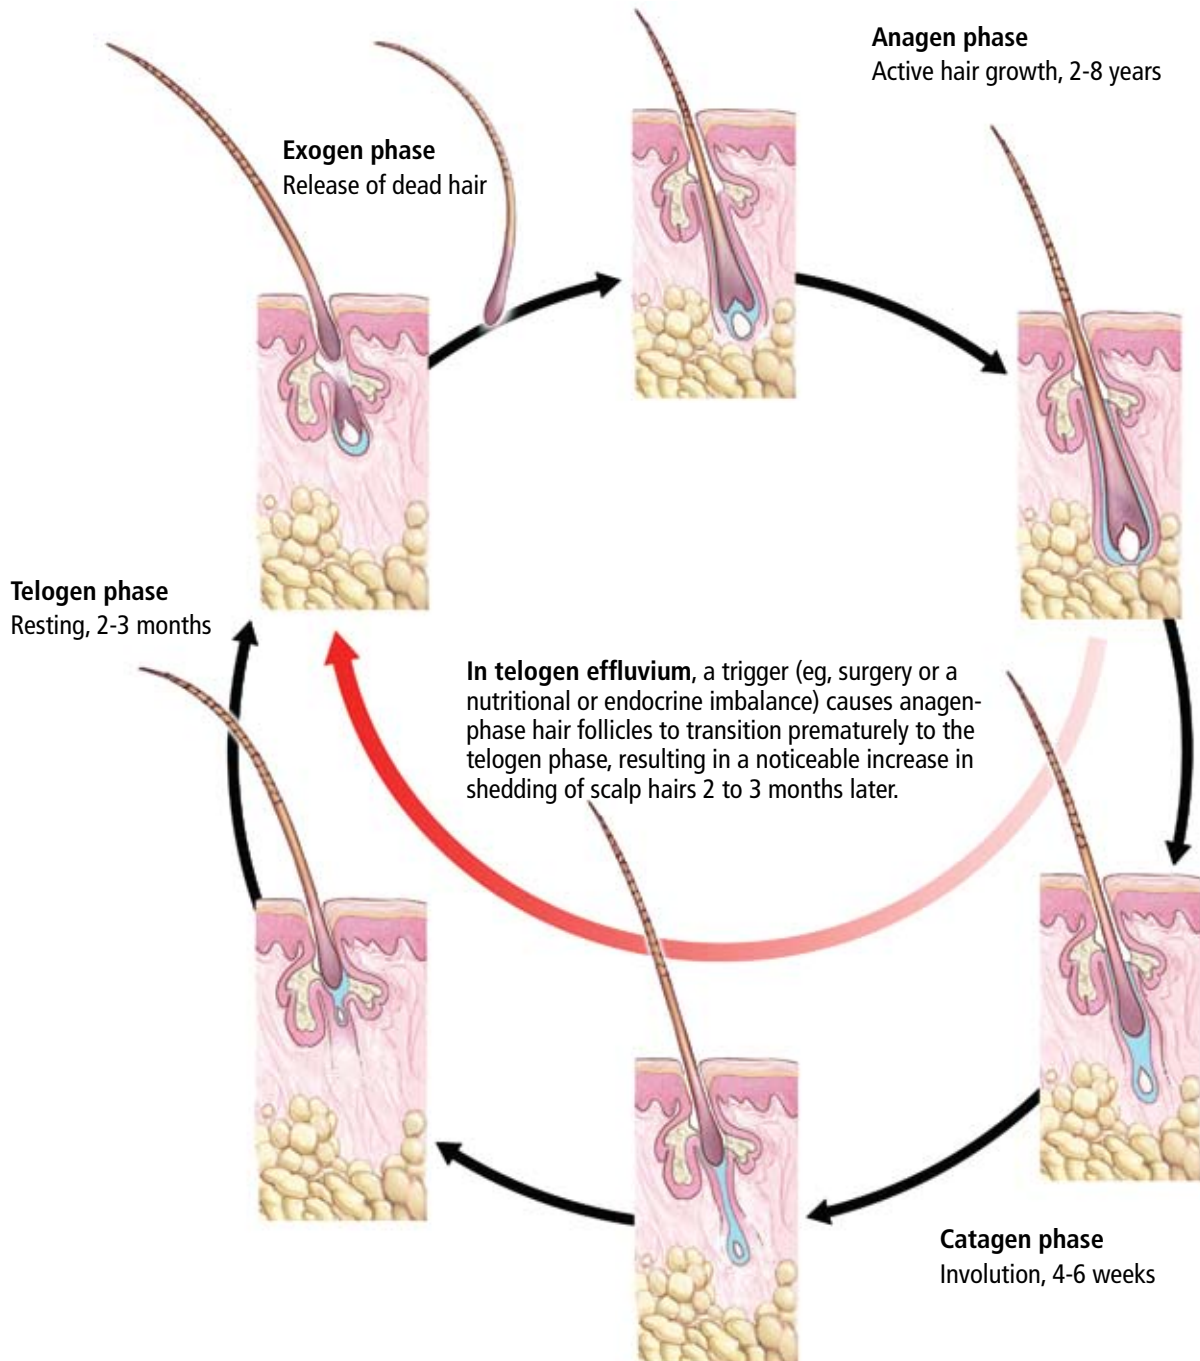 Anagen phase
Active hair growth, 2-8 years
Exogen phase
Release of dead hair
Telogen phase
Resting, 2-3 months
In telogen effluvium, a trigger (eg, surgery or a
nutritional or endocrine imbalance) causes anagen-
phase hair follicles to transition prematurely to the
telogen phase, resulting in a noticeable increase in
shedding of scalp hairs 2 to 3 months later.
Catagen phase
Involution, 4-6 weeks